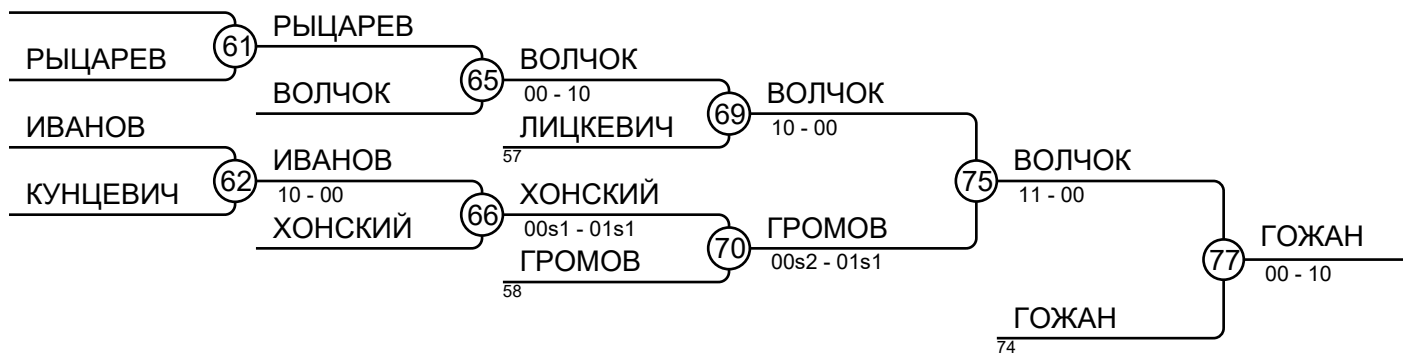 РЫЦАРЕВ
61
РЫЦАРЕВ
ВОЛЧОК
65
ВОЛЧОК
00 - 10
ЛИЦКЕВИЧ
57
69
ВОЛЧОК
10 - 00
ИВАНОВ
КУНЦЕВИЧ
62
ИВАНОВ
10 - 00
ХОНСКИЙ
66
ХОНСКИЙ
00s1 - 01s1
ГРОМОВ
58
70
ГРОМОВ
00s2 - 01s1
75
ВОЛЧОК
11 - 00
ГОЖАН
74
77
ГОЖАН
00 - 10